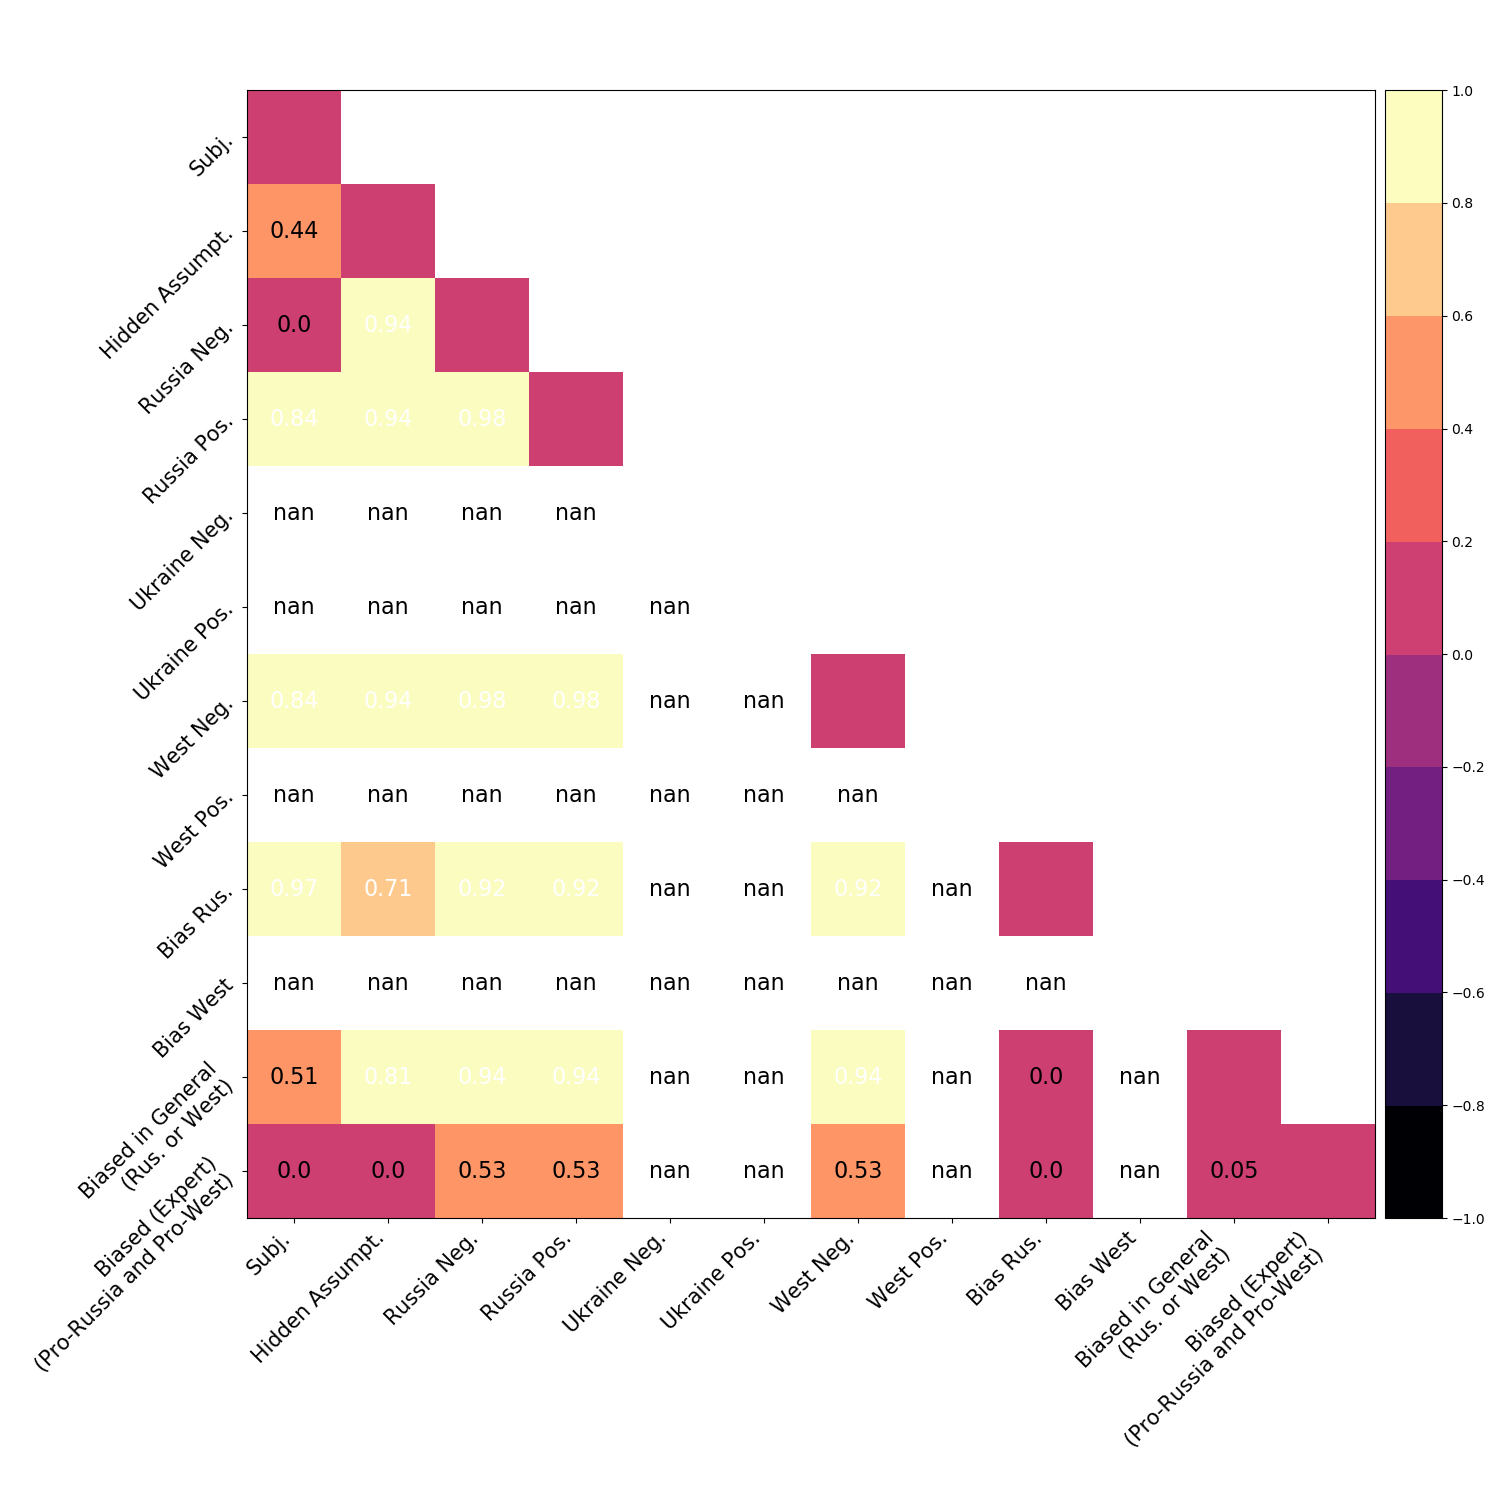 1.0
Subj.
0.8
Hidden Assumpt.
0.44
0.6
Russia Neg.
0.0 0.94
0.4
Russia Pos.
0.84 0.94 0.98
Ukraine Neg.
nan nan nan nan
0.2
Ukraine Pos.
nan nan nan nan nan
0.0
West Neg.
0.84 0.94 0.98 0.98 nan nan
−0.2
West Pos.
nan nan nan nan nan nan nan
−0.4
Bias Rus.
0.97 0.71 0.92 0.92 nan nan 0.92 nan
Bias West
nan nan nan nan nan nan nan nan nan
−0.6
Biased in General
(Rus. or West)
0.51 0.81 0.94 0.94 nan nan 0.94 nan 0.0 nan
−0.8
Biased (Expert)
(Pro-Russia and Pro-West)
0.0 0.0 0.53 0.53 nan nan 0.53 nan 0.0 nan 0.05
−1.0
Subj.
Hidden Assumpt.
Russia Neg.
Russia Pos.
Ukraine Neg.
Ukraine Pos.
West Neg.
West Pos.
Bias Rus.
Bias West
Biased in General
(Rus. or West)
Biased (Expert)
(Pro-Russia and Pro-West)